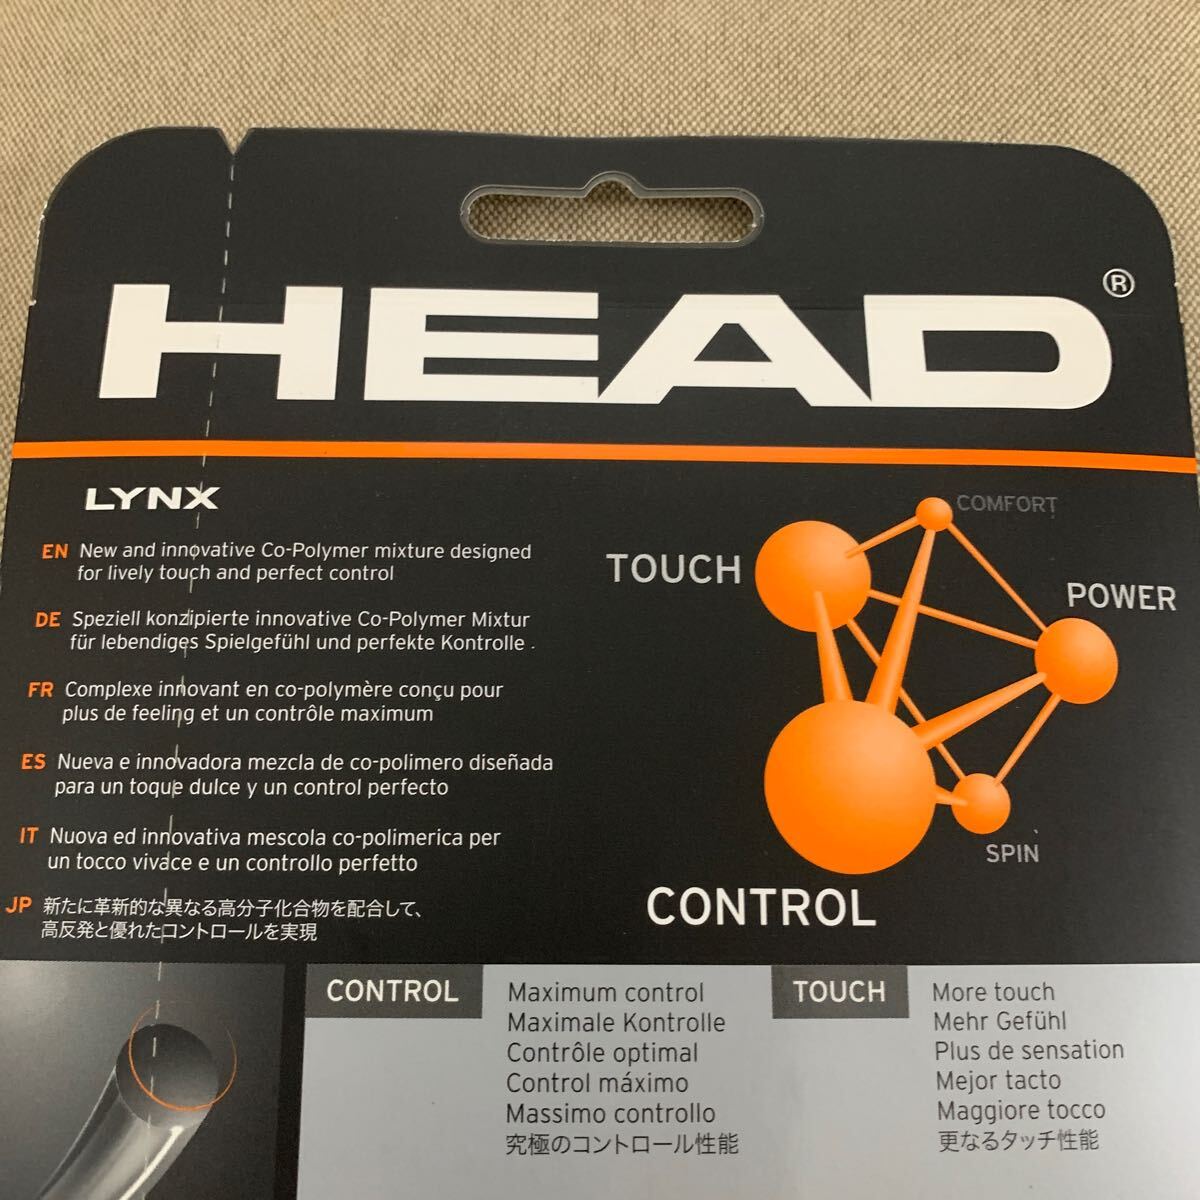 HEAD®
LYNX
EN New and innovative Co-Polymer mixture designed
for lively touch and perfect control
DE Speziell konzipierte innovative Co-Polymer Mixtur
für lebendiges Spielgefühl und perfekte Kontrolle.
FR Complexe innovant en co-polymère conçu pour
plus de feeling et un contrôle maximum
ES Nueva e innovadora mezcla de co-polimero diseñada
para un toque dulce y un control perfecto
IT Nuova ed innovativa mescola co-polimerica per
un tocco vivace e un controllo perfetto
JP 新たに革新的な異なる高分子化合物を配合して、
高反発と優れたコントロールを実現
COMFORT
TOUCH
POWER
SPIN
CONTROL
CONTROL
Maximum control
Maximale Kontrolle
Contrôle optimal
Control máximo
Massimo controllo
究極のコントロール性能
TOUCH
More touch
Mehr Gefühl
Plus de sensation
Mejor tacto
Maggiore tocco
更なるタッチ性能